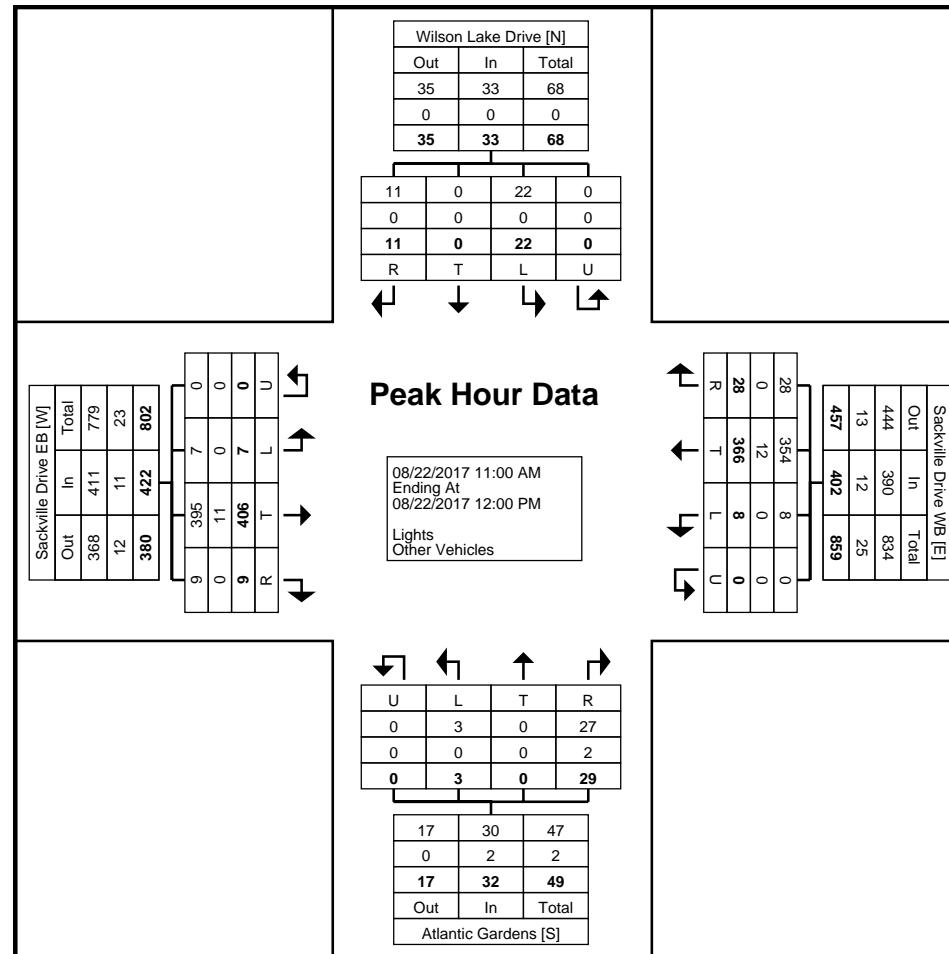 Wilson Lake Drive [N]
Out In Total
35 33 68
0 0 0
35 33 68
11 0 22 0
0 0 0 0
11 0 22 0
R T L U
Peak Hour Data
08/22/2017 11:00 AM
Ending At
08/22/2017 12:00 PM
Lights
Other Vehicles
Sackville Drive EB [W]
Out In Total
368 411 779
12 11 23
380 422 802
9 395 7 0
0 11 0 0
9 406 7 0
R T L U
Sackville Drive WB [E]
Out In Total
444 390 834
13 12 25
457 402 859
28 354 8 0
0 12 0 0
28 366 8 0
R T L U
U L T R
0 3 0 27
0 0 0 2
0 3 0 29
17 30 47
0 2 2
17 32 49
Out In Total
Atlantic Gardens [S]